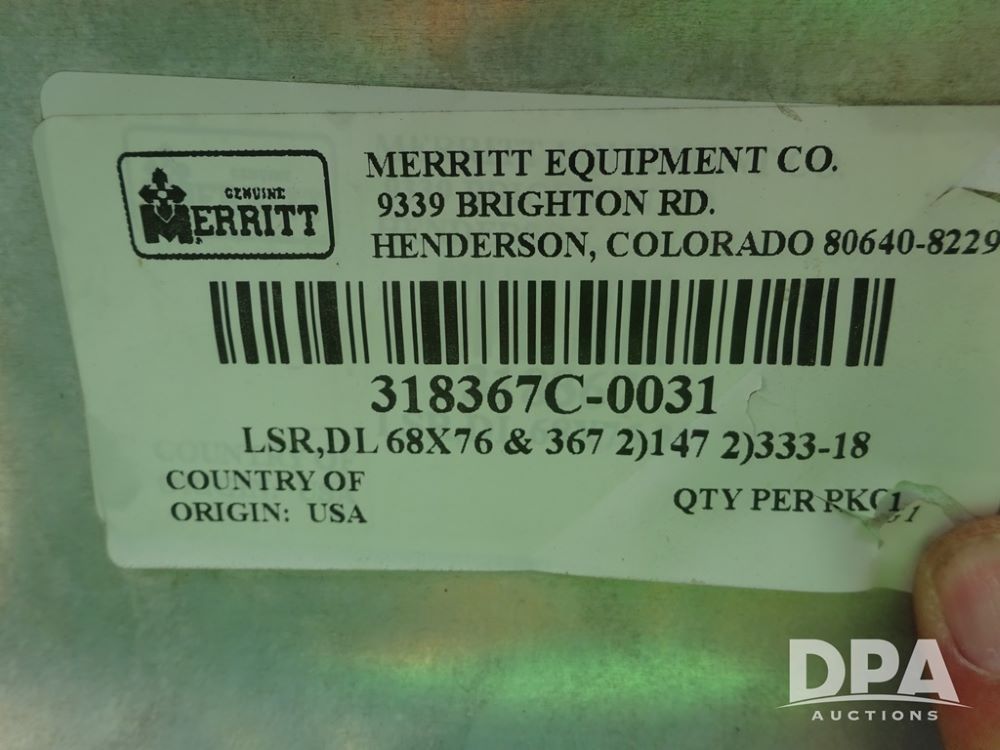 GENUINE
MERRITT
MERRITT EQUIPMENT CO.
9339 BRIGHTON RD.
HENDERSON, COLORADO 80640-8229
318367C-0031
LSR,DL 68X76 & 367 2)147 2)333-18
COUNTRY OF
ORIGIN: USA
QTY PER PKG 1
DPA
AUCTIONS